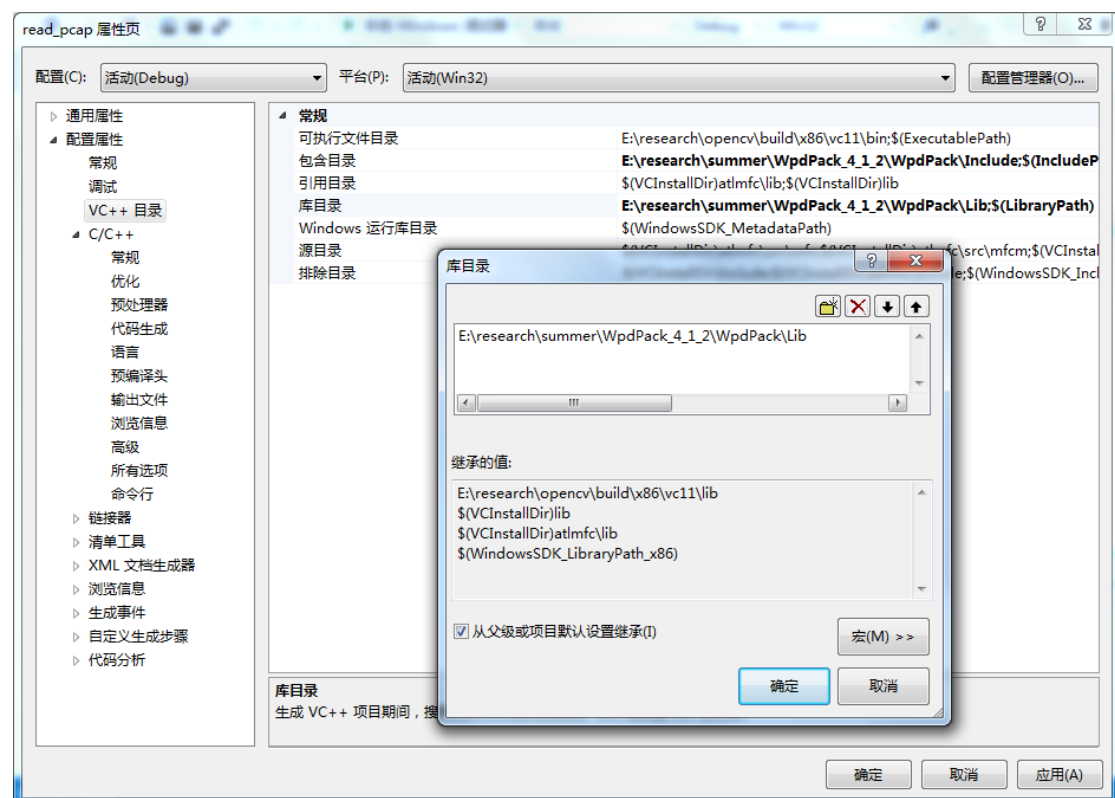 read_pcap 属性页
配置(C): 活动(Debug) 平台(P): 活动(Win32) 配置管理器(O)...
通用属性
配置属性
常规
调试
VC++ 目录
C/C++
常规
优化
预处理器
代码生成
语言
预编译头
输出文件
浏览信息
高级
所有选项
命令行
链接器
清单工具
XML 文档生成器
浏览信息
生成事件
自定义生成步骤
代码分析
常规
可执行文件目录 E:\research\opencv\build\x86\vc11\bin;$(ExecutablePath)
包含目录 E:\research\summer\WpdPack_4_1_2\WpdPack\Include;$(IncludeP
引用目录 $(VCInstallDir)atlmfc\lib;$(VCInstallDir)lib
库目录 E:\research\summer\WpdPack_4_1_2\WpdPack\Lib;$(LibraryPath)
Windows 运行库目录 $(WindowsSDK_MetadataPath)
源目录 c\src\mfcm;$(VCInstal
排除目录 le;$(WindowsSDK_Incl
库目录
E:\research\summer\WpdPack_4_1_2\WpdPack\Lib
继承的值:
E:\research\opencv\build\x86\vc11\lib
$(VCInstallDir)lib
$(VCInstallDir)atlmfc\lib
$(WindowsSDK_LibraryPath_x86)
从父级或项目默认设置继承(I)
宏(M) >>
确定 取消
库目录
生成 VC++ 项目期间，搜
确定 取消 应用(A)